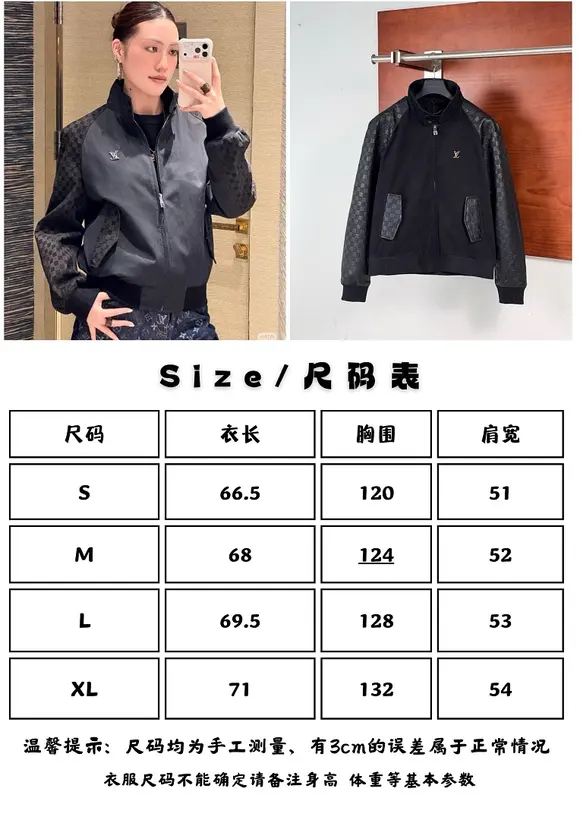 Size/尺码表
尺码 衣长 胸围 肩宽
S 66.5 120 51
M 68 124 52
L 69.5 128 53
XL 71 132 54
温馨提示：尺码均为手工测量、有3cm的误差属于正常情况
衣服尺码不能确定请备注身高 体重等基本参数